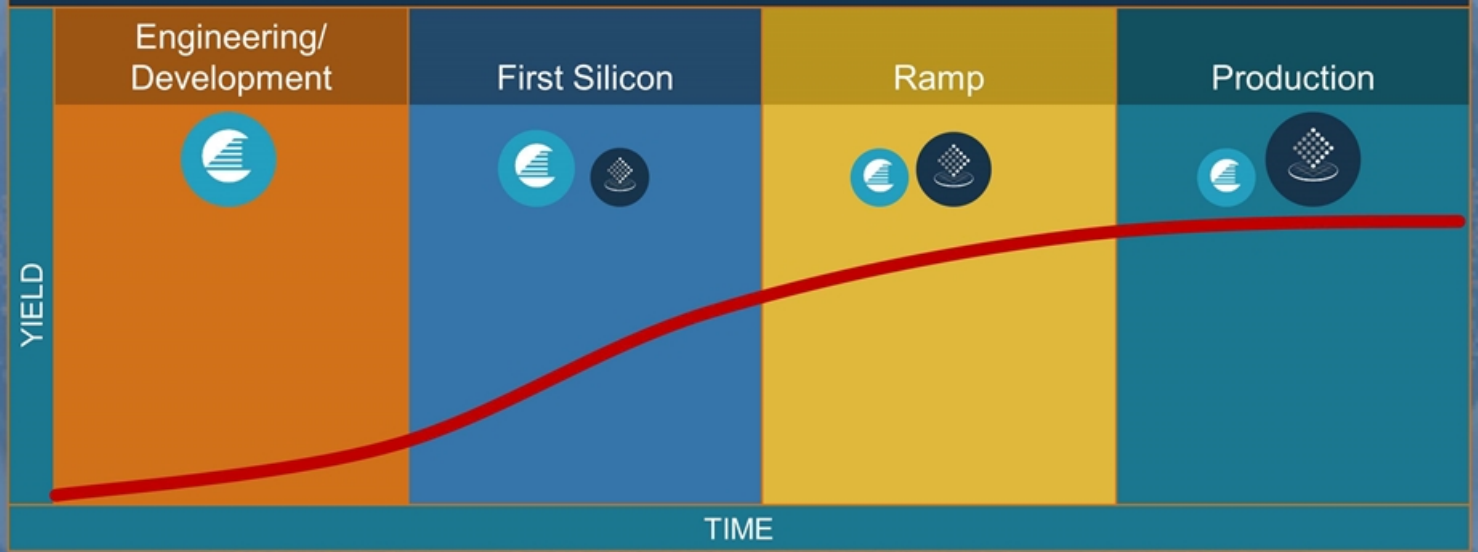 Engineering/
Development
First Silicon
Ramp
Production
YIELD
TIME